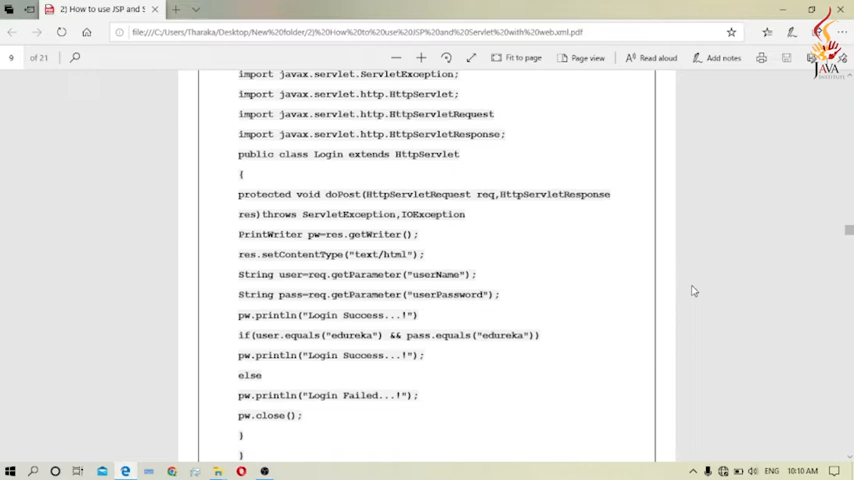 2) How to use JSP and S
file:///C:/Users/Tharaka/Desktop/New%20folder/2)%20How%20to%20use%20JSP%20and%20Servlet%20with%20web.xml.pdf
9 of 21
Fit to page
Page view
Read aloud
Add notes
JAVA
INSTITUTE
import javax.servlet.ServletException;
import javax.servlet.http.HttpServlet;
import javax.servlet.http.HttpServletRequest
import javax.servlet.http.HttpServletResponse;
public class Login extends HttpServlet
{
protected void doPost(HttpServletRequest req,HttpServletResponse
res)throws ServletException,IOException
PrintWriter pw=res.getWriter();
res.setContentType("text/html");
String user=req.getParameter("userName");
String pass=req.getParameter("userPassword");
pw.println("Login Success...!")
if(user.equals("edureka") && pass.equals("edureka"))
pw.println("Login Success...!");
else
pw.println("Login Failed...!");
pw.close();
}
}
ENG
10:10 AM